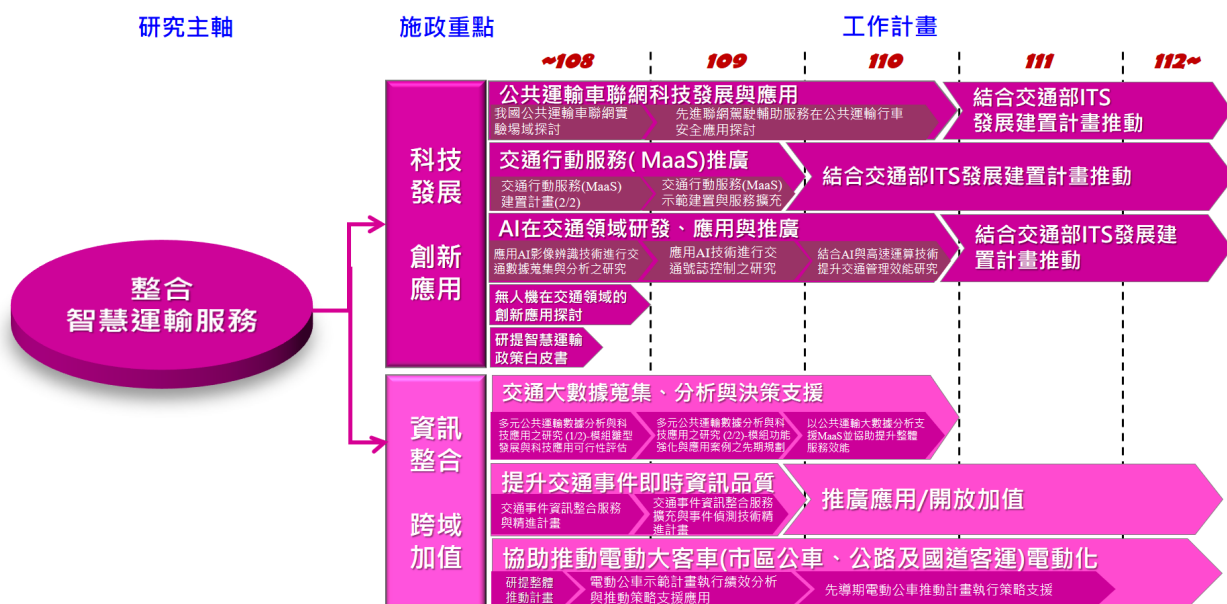 研究主軸
施政重點
工作計畫
~108
109
110
111
112~
整合
智慧運輸服務
科技
發展
創新
應用
公共運輸車聯網科技發展與應用
我國公共運輸車聯網實
驗場域探討
先進聯網駕駛輔助服務在公共運輸行車
安全應用探討
結合交通部ITS
發展建置計畫推動
交通行動服務( MaaS)推廣
交通行動服務(MaaS)
建置計畫(2/2)
交通行動服務(MaaS)
示範建置與服務擴充
結合交通部ITS發展建置計畫推動
AI在交通領域研發、應用與推廣
應用AI影像辨識技術進行交
通數據蒐集與分析之研究
應用AI技術進行交
通號誌控制之研究
結合AI與高速運算技術
提升交通管理效能研究
結合交通部ITS發展建
置計畫推動
無人機在交通領域的
創新應用探討
研提智慧運輸
政策白皮書
資訊
整合
跨域
加值
交通大數據蒐集、分析與決策支援
多元公共運輸數據分析與科
技應用之研究 (1/2)-模組雛型
發展與科技應用可行性評估
多元公共運輸數據分析與科
技應用之研究 (2/2)-模組功能
強化與應用案例之先期規劃
以公共運輸大數據分析支
援MaaS並協助提升整體
服務效能
提升交通事件即時資訊品質
交通事件資訊整合服務
與精進計畫
交通事件資訊整合服務
擴充與事件偵測技術精
進計畫
推廣應用/開放加值
協助推動電動大客車(市區公車、公路及國道客運)電動化
研提整體
推動計畫
電動公車示範計畫執行績效分析
與推動策略支援應用
先導期電動公車推動計畫執行策略支援